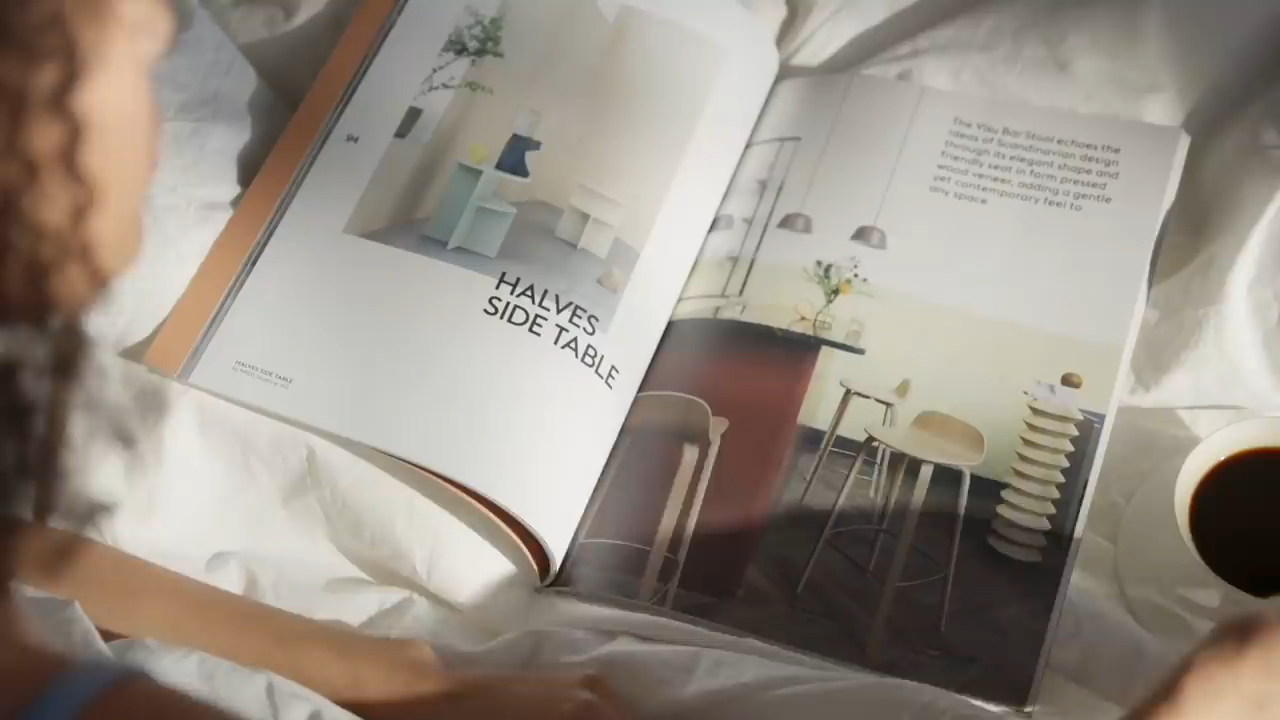 94
HALVES
SIDE TABLE
HALVES SIDE TABLE
The Visu Bar Stool echoes the
ideas of Scandinavian design
through its elegant shape and
friendly seat in form pressed
wood veneer, adding a gentle
yet contemporary feel to
any space